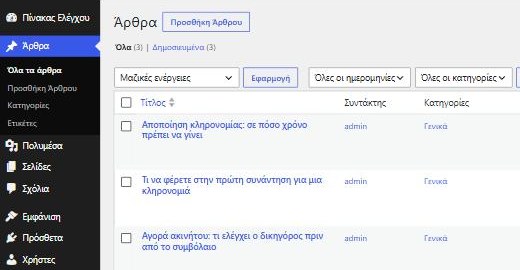 Πίνακας Ελέγχου
Άρθρα
Όλα τα άρθρα
Προσθήκη Άρθρου
Κατηγορίες
Ετικέτες
Πολυμέσα
Σελίδες
Σχόλια
Εμφάνιση
Πρόσθετα
Χρήστες
Άρθρα Προσθήκη Άρθρου
Όλα (3) | Δημοσιευμένα (3)
Μαζικές ενέργειες Εφαρμογή Όλες οι ημερομηνίες Όλες οι κατηγορίες
Τίτλος Συντάκτης Κατηγορίες
Αποποίηση κληρονομίας: σε πόσο χρόνο admin Γενικά
πρέπει να γίνει
Τι να φέρετε στην πρώτη συνάντηση για μια admin Γενικά
κληρονομιά
Αγορά ακινήτου: τι ελέγχει ο δικηγόρος πριν admin Γενικά
από το συμβόλαιο